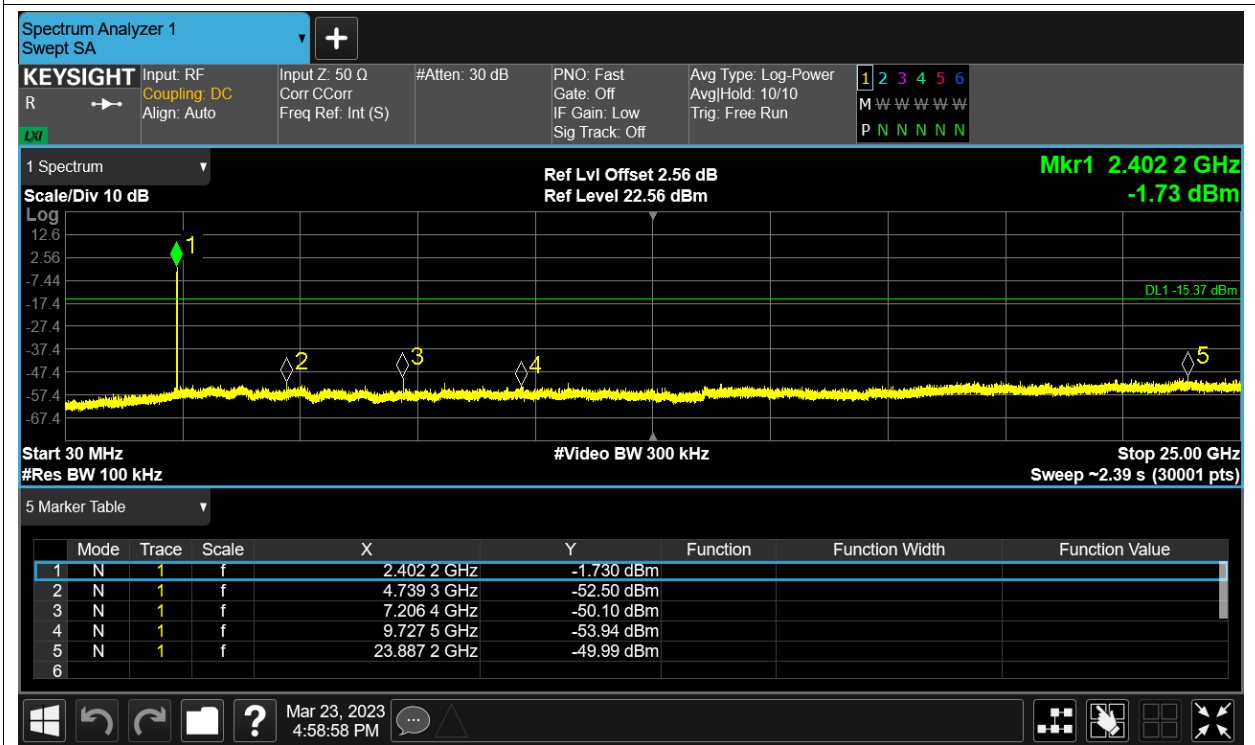 Spectrum Analyzer 1
Swept SA
+
KEYSIGHT Input: RF Input Z: 50 Ω #Atten: 30 dB PNO: Fast Avg Type: Log-Power 1 2 3 4 5 6
R Coupling: DC Corr CCorr Gate: Off Avg|Hold: 10/10 M W W W W W
Align: Auto Freq Ref: Int (S) IF Gain: Low Trig: Free Run
LXI Sig Track: Off P N N N N N
1 Spectrum Ref Lvl Offset 2.56 dB Mkr1 2.402 2 GHz
Scale/Div 10 dB Ref Level 22.56 dBm -1.73 dBm
Log
12.6 1
2.56
-7.44
DL1 -15.37 dBm
-17.4
-27.4
-37.4
2 3 4 5
-47.4
-57.4
-67.4
Start 30 MHz #Video BW 300 kHz Stop 25.00 GHz
#Res BW 100 kHz Sweep ~2.39 s (30001 pts)
5 Marker Table
Mode Trace Scale X Y Function Function Width Function Value
1 N 1 f 2.402 2 GHz -1.730 dBm
2 N 1 f 4.739 3 GHz -52.50 dBm
3 N 1 f 7.206 4 GHz -50.10 dBm
4 N 1 f 9.727 5 GHz -53.94 dBm
5 N 1 f 23.887 2 GHz -49.99 dBm
6
? Mar 23, 2023
4:58:58 PM